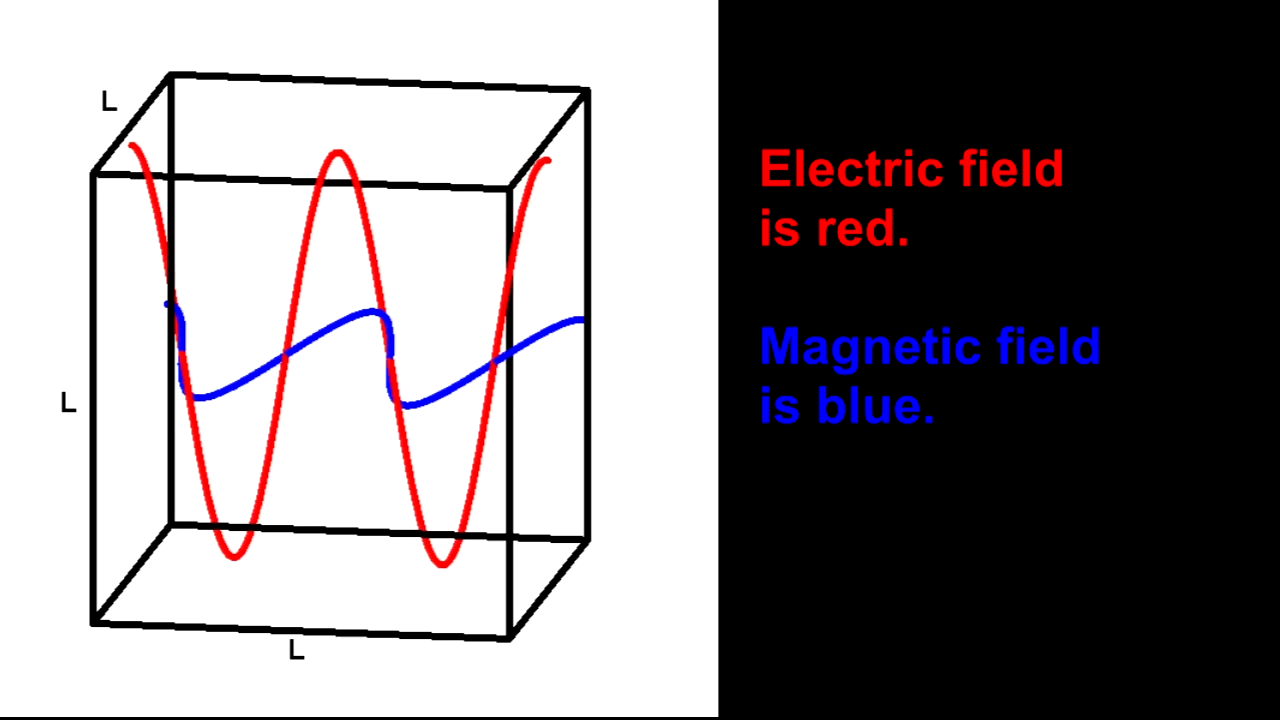 L
L
L
Electric field
is red.
Magnetic field
is blue.